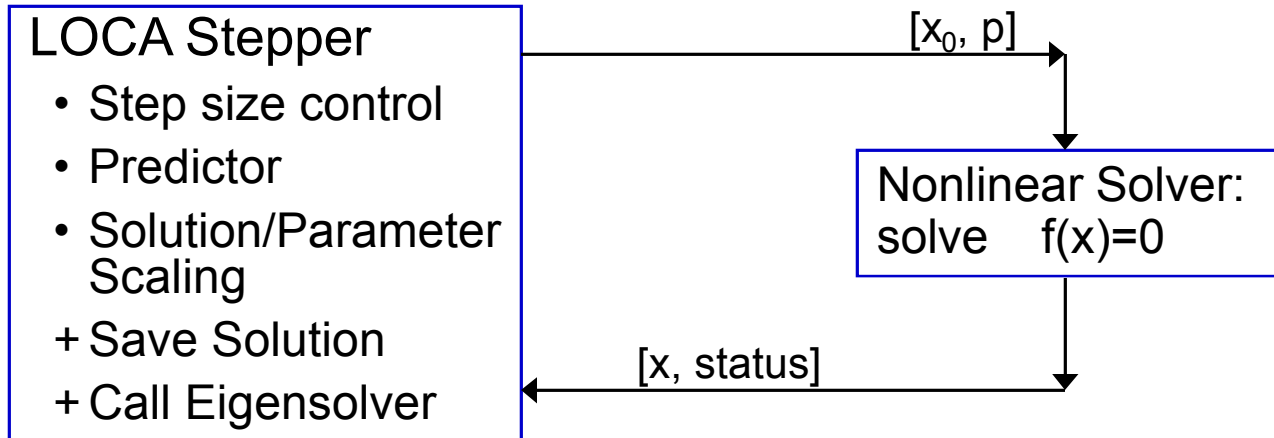 LOCA Stepper
• Step size control
• Predictor
• Solution/Parameter
Scaling
+ Save Solution
+ Call Eigensolver
[x₀, p]
Nonlinear Solver:
solve f(x)=0
[x, status]